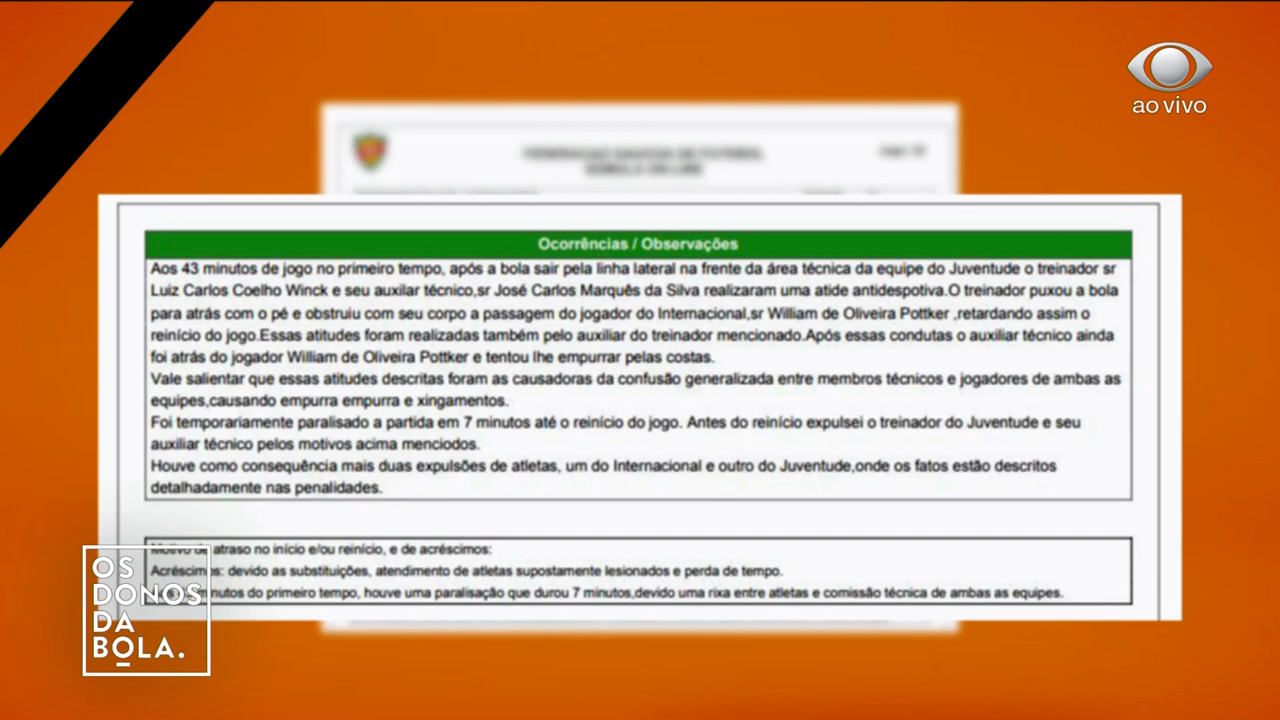 ao vivo
FEDERACAO GAUCHA DE FUTEBOL
SÚMULA ON-LINE
Ocorrências / Observações
Aos 43 minutos de jogo no primeiro tempo, após a bola sair pela linha lateral na frente da área técnica da equipe do Juventude o treinador sr
Luiz Carlos Coelho Winck e seu auxilar técnico,sr José Carlos Marquês da Silva realizaram uma atide antidespotiva.O treinador puxou a bola
para atrás com o pé e obstruiu com seu corpo a passagem do jogador do Internacional,sr William de Oliveira Pottker ,retardando assim o
reinício do jogo.Essas atitudes foram realizadas também pelo auxiliar do treinador mencionado.Após essas condutas o auxiliar técnico ainda
foi atrás do jogador William de Oliveira Pottker e tentou lhe empurrar pelas costas.
Vale salientar que essas atitudes descritas foram as causadoras da confusão generalizada entre membros técnicos e jogadores de ambas as
equipes,causando empurra empurra e xingamentos.
Foi temporariamente paralisado a partida em 7 minutos até o reinício do jogo. Antes do reinício expulsei o treinador do Juventude e seu
auxiliar técnico pelos motivos acima menciodos.
Houve como consequência mais duas expulsões de atletas, um do Internacional e outro do Juventude,onde os fatos estão descritos
detalhadamente nas penalidades.
Motivo de atraso no início e/ou reinício, e de acréscimos:
Acréscimos: devido as substituições, atendimento de atletas supostamente lesionados e perda de tempo.
minutos do primeiro tempo, houve uma paralisação que durou 7 minutos,devido uma rixa entre atletas e comissão técnica de ambas as equipes.
OS
DONOS
DA
BOLA.